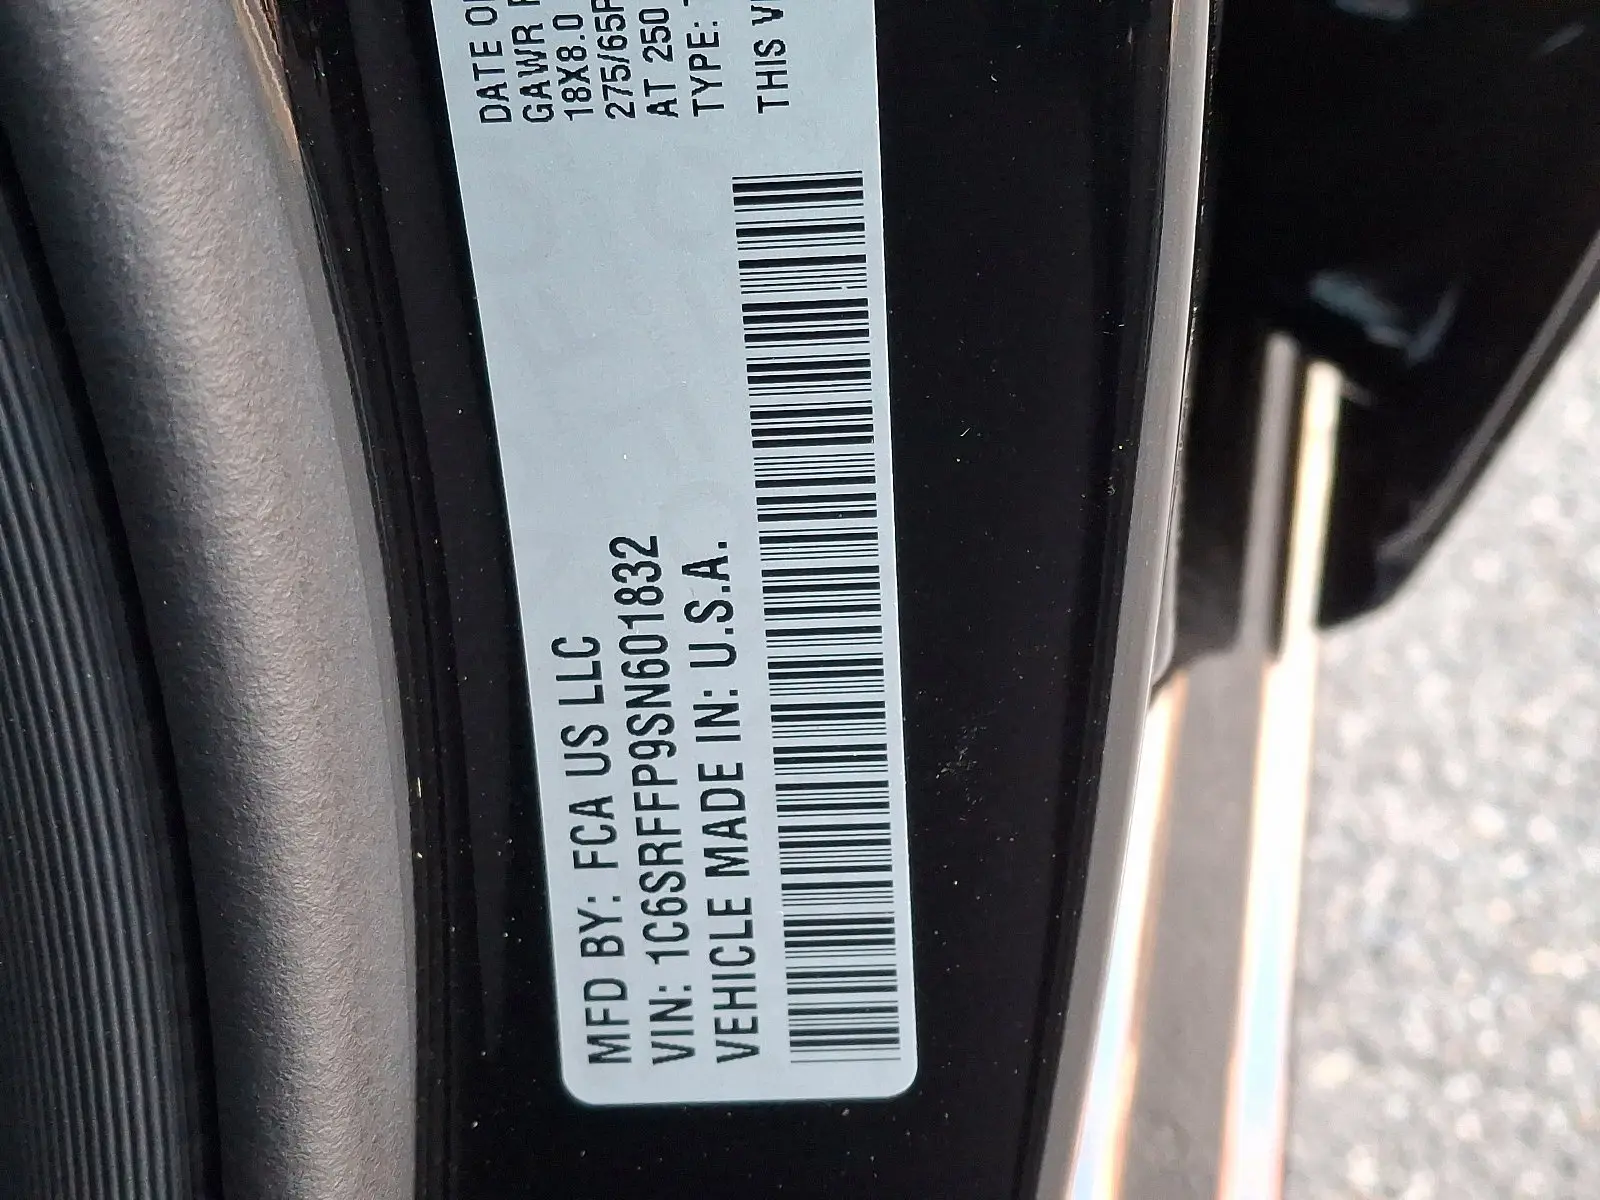 MFD BY: FCA US LLC
VIN: 1C6SRFFP9SN601832
VEHICLE MADE IN: U.S.A.
DATE O
GAWR
18X8.0
275/65R
AT 250
TYPE:
THIS V